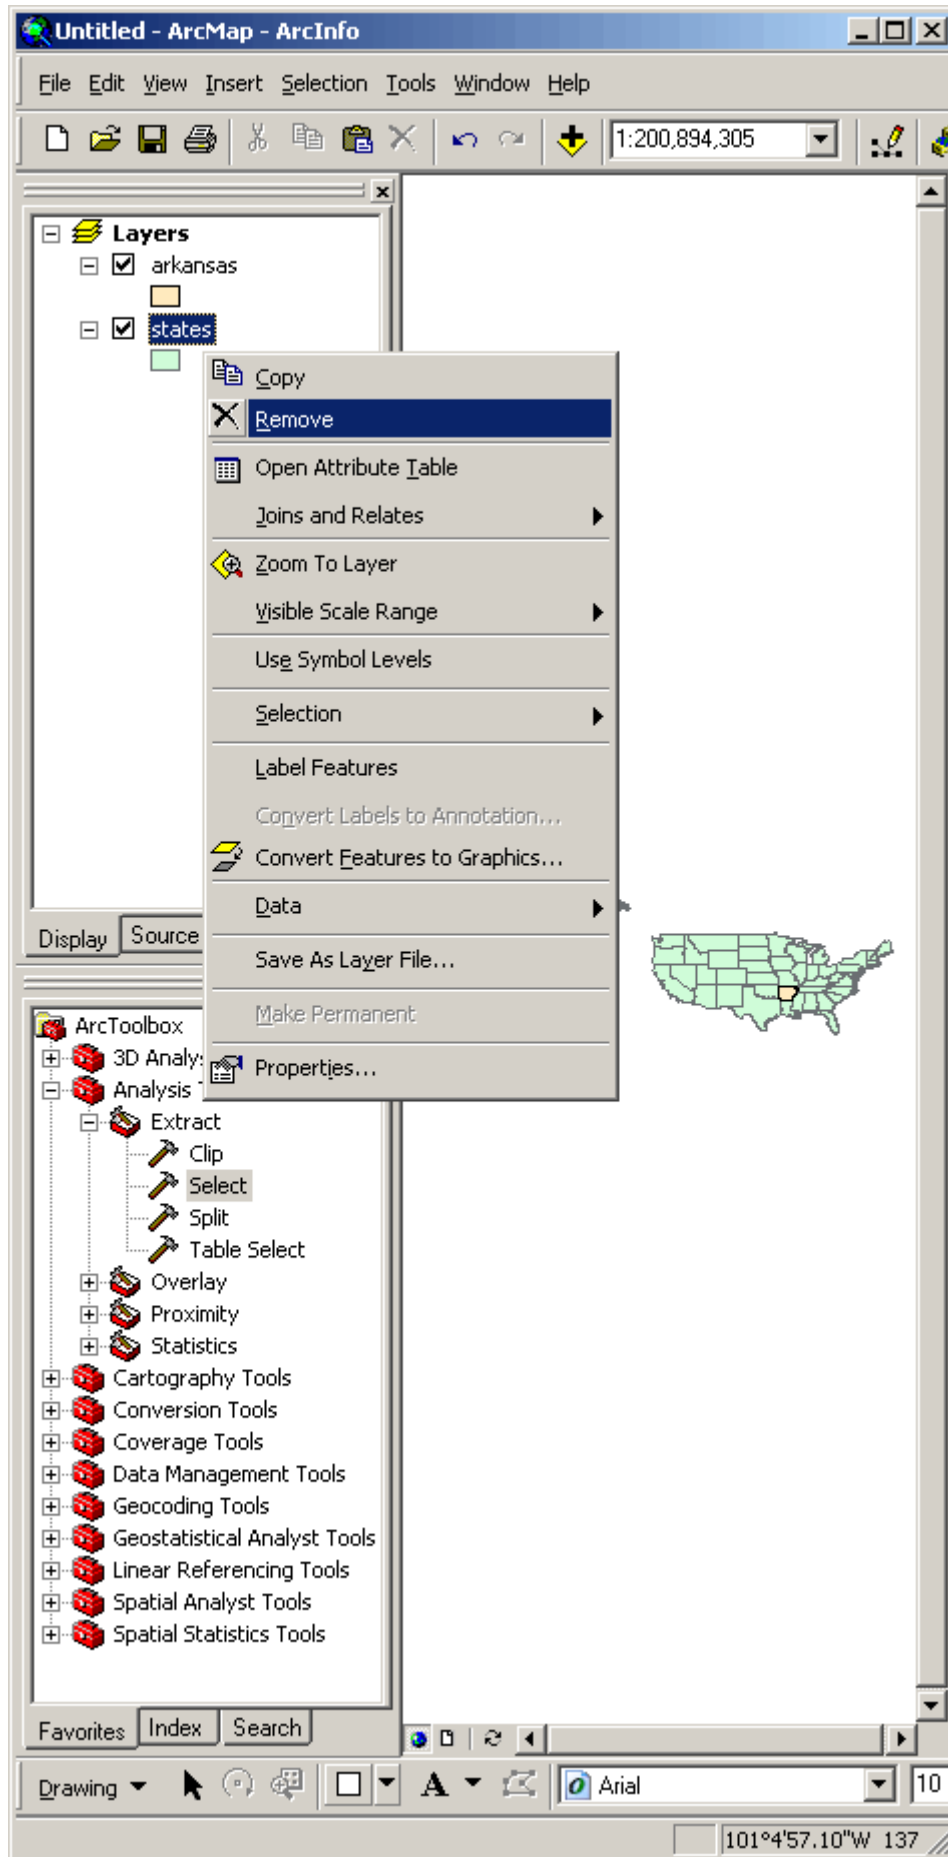 Untitled - ArcMap - ArcInfo
File Edit View Insert Selection Tools Window Help
1:200,894,305
Layers
arkansas
states
Copy
Remove
Open Attribute Table
Joins and Relates
Zoom To Layer
Visible Scale Range
Use Symbol Levels
Selection
Label Features
Convert Labels to Annotation...
Convert Features to Graphics...
Data
Save As Layer File...
Make Permanent
Properties...
Display Source
ArcToolbox
3D Analys
Analysis
Extract
Clip
Select
Split
Table Select
Overlay
Proximity
Statistics
Cartography Tools
Conversion Tools
Coverage Tools
Data Management Tools
Geocoding Tools
Geostatistical Analyst Tools
Linear Referencing Tools
Spatial Analyst Tools
Spatial Statistics Tools
Favorites Index Search
Drawing A Arial 10
101°4'57.10"W 137